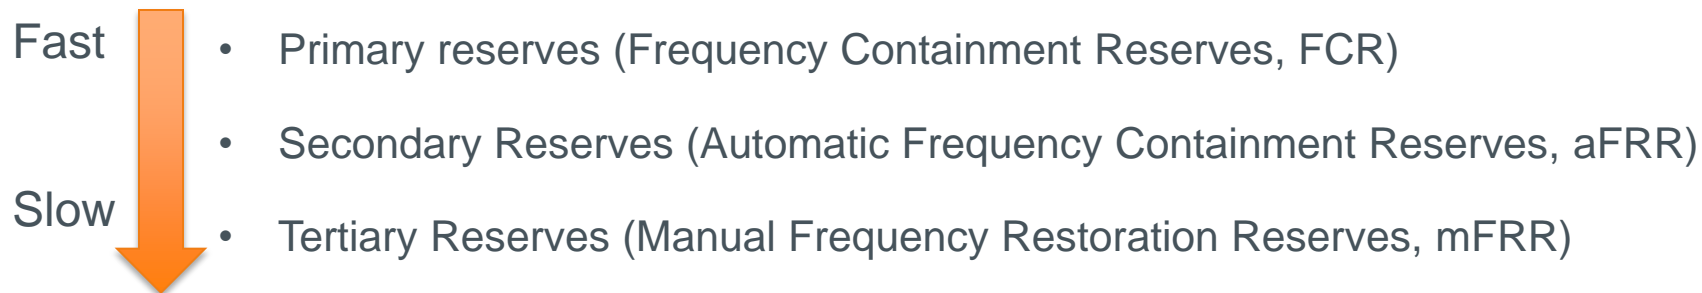 Fast
• Primary reserves (Frequency Containment Reserves, FCR)
• Secondary Reserves (Automatic Frequency Containment Reserves, aFRR)
Slow
• Tertiary Reserves (Manual Frequency Restoration Reserves, mFRR)